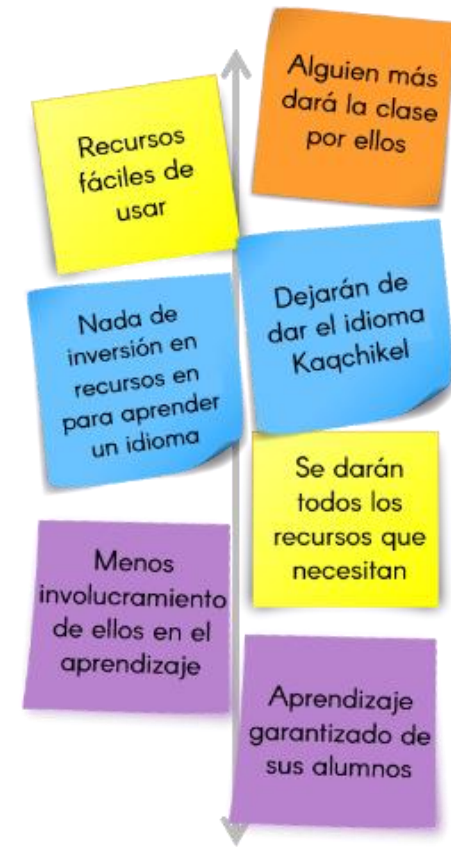 Alguien más
dará la clase
por ellos
Recursos
fáciles de
usar
Dejarán de
dar el idioma
Kaqchikel
Nada de
inversión en
recursos en
para aprender
un idioma
Se darán
todos los
recursos que
necesitan
Menos
involucramiento
de ellos en el
aprendizaje
Aprendizaje
garantizado de
sus alumnos